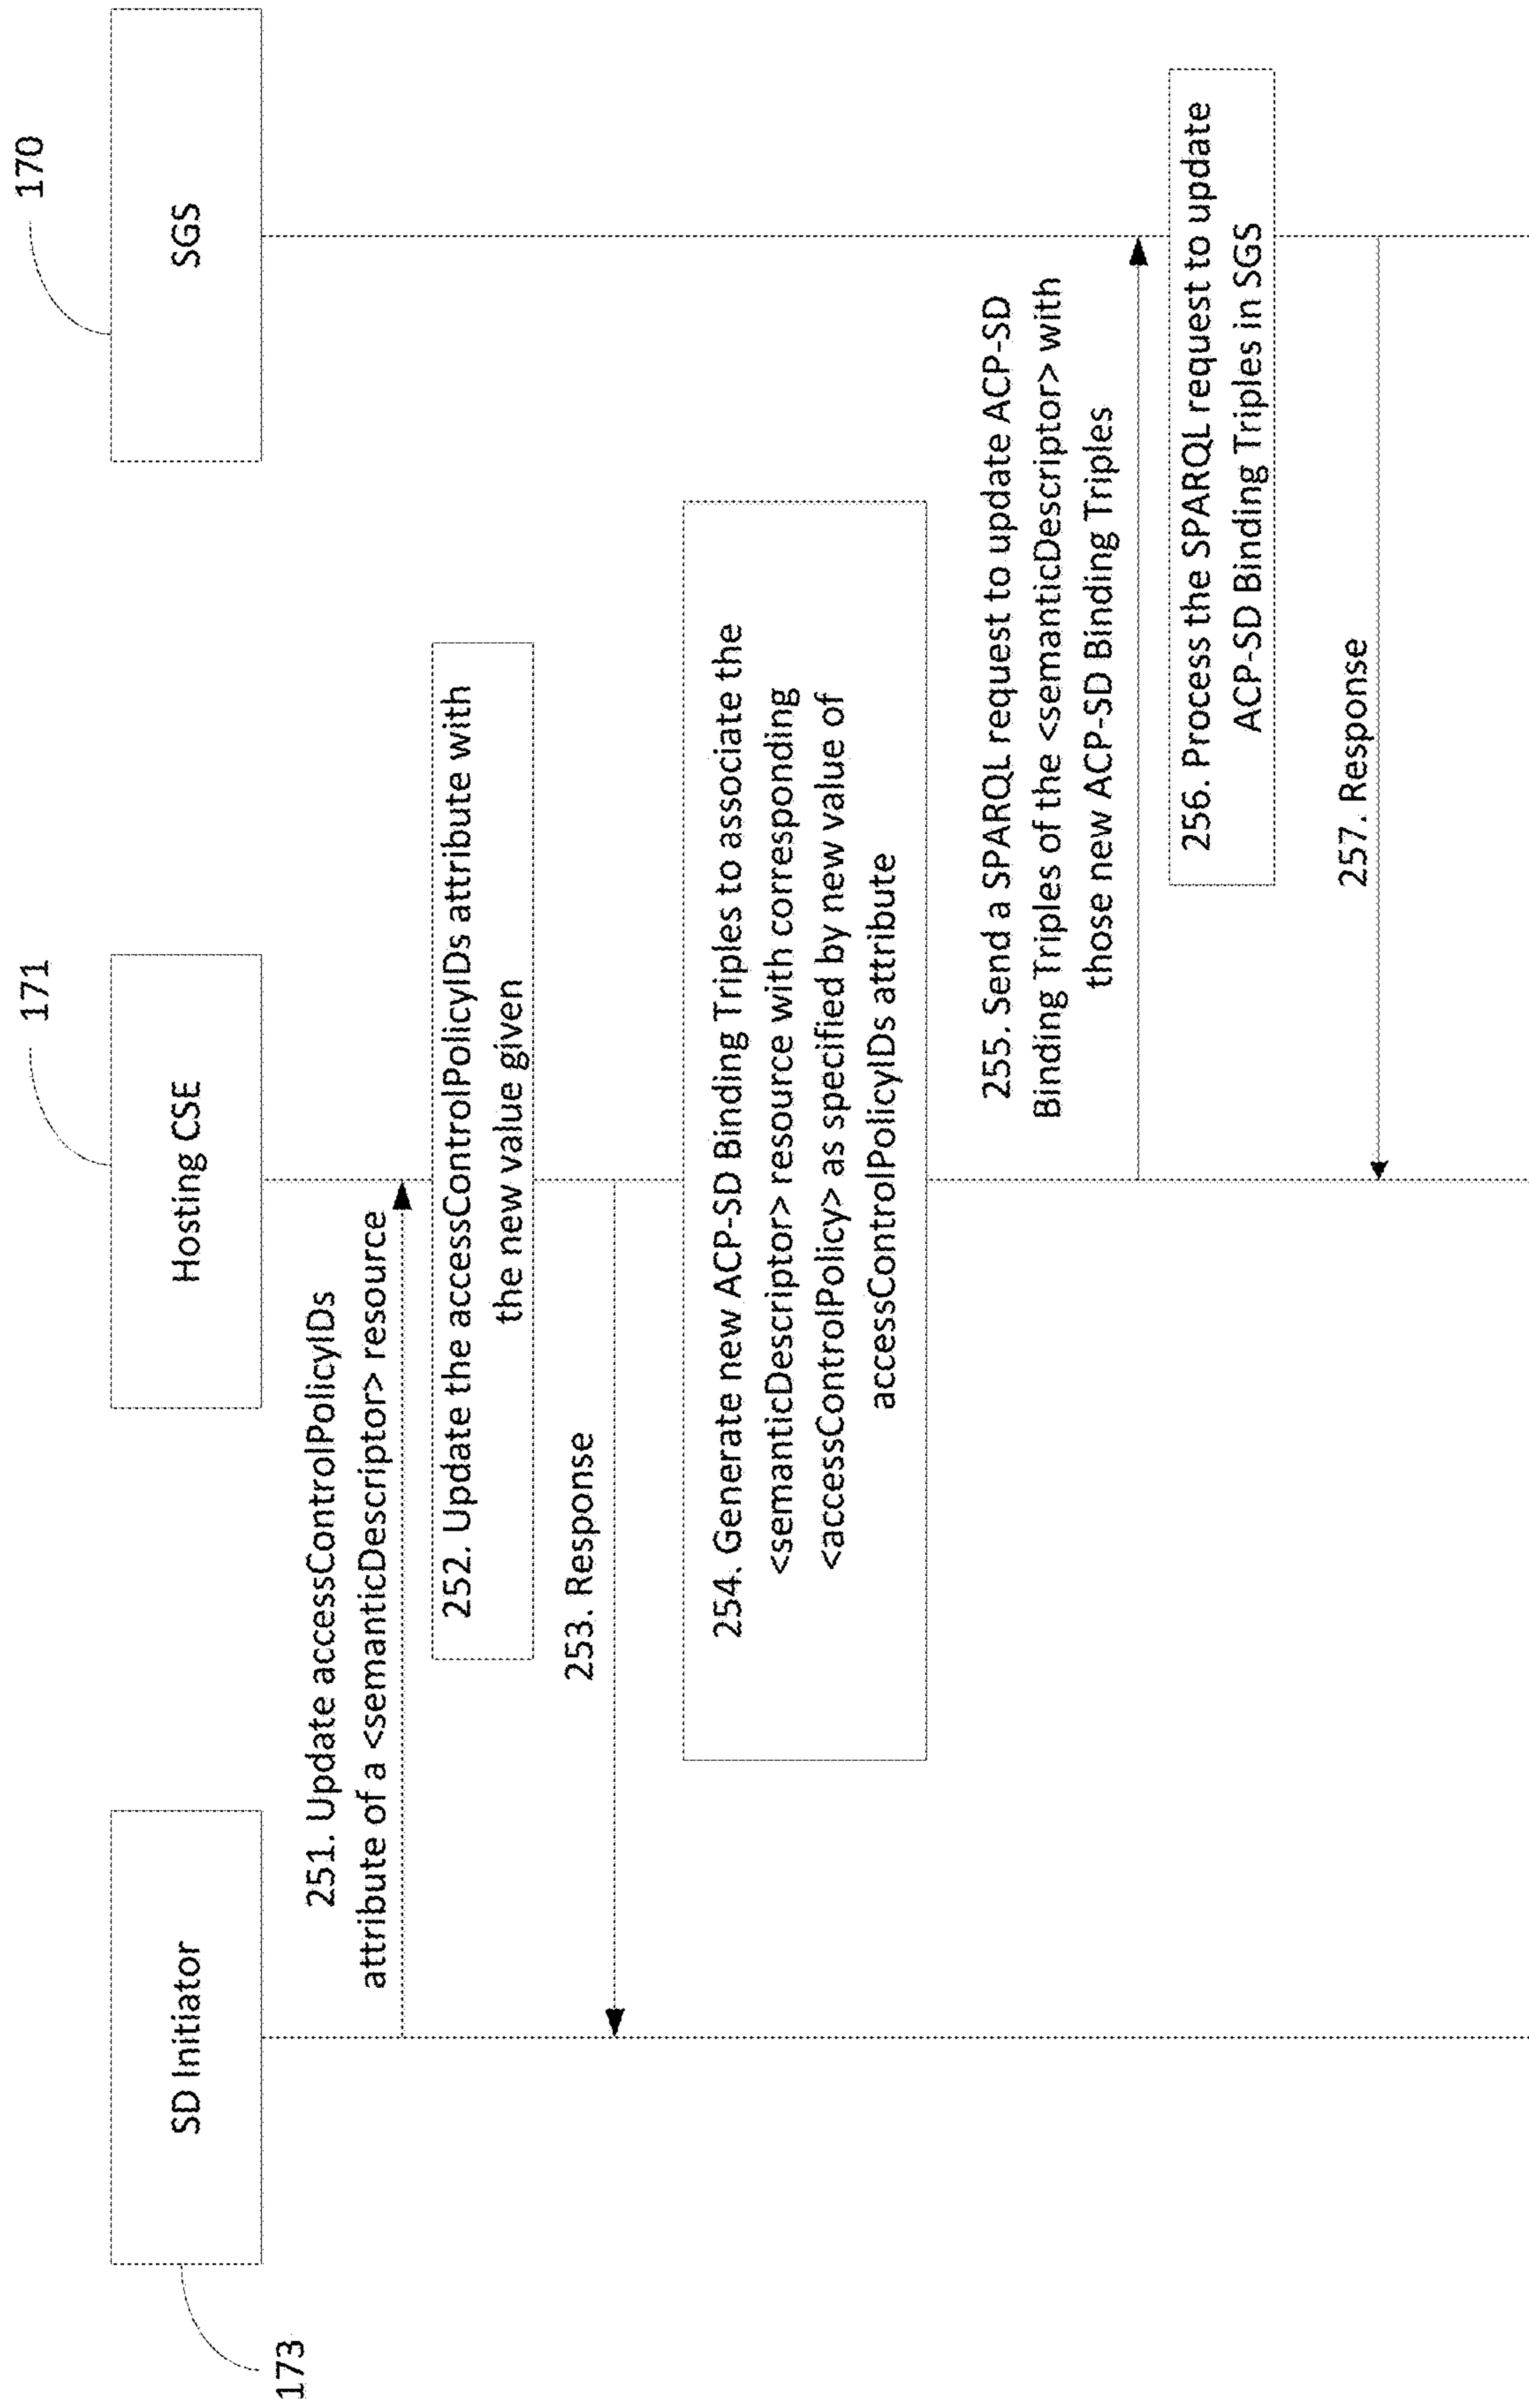 173
SD Initiator
171
Hosting CSE
170
SGS
251. Update accessControlPolicyIDs
attribute of a <semanticDescriptor> resource
252. Update the accessControlPolicyIDs attribute with
the new value given
253. Response
254. Generate new ACP-SD Binding Triples to associate the
<semanticDescriptor> resource with corresponding
<accessControlPolicy> as specified by new value of
accessControlPolicyIDs attribute
255. Send a SPARQL request to update ACP-SD
Binding Triples of the <semanticDescriptor> with
those new ACP-SD Binding Triples
256. Process the SPARQL request to update
ACP-SD Binding Triples in SGS
257. Response